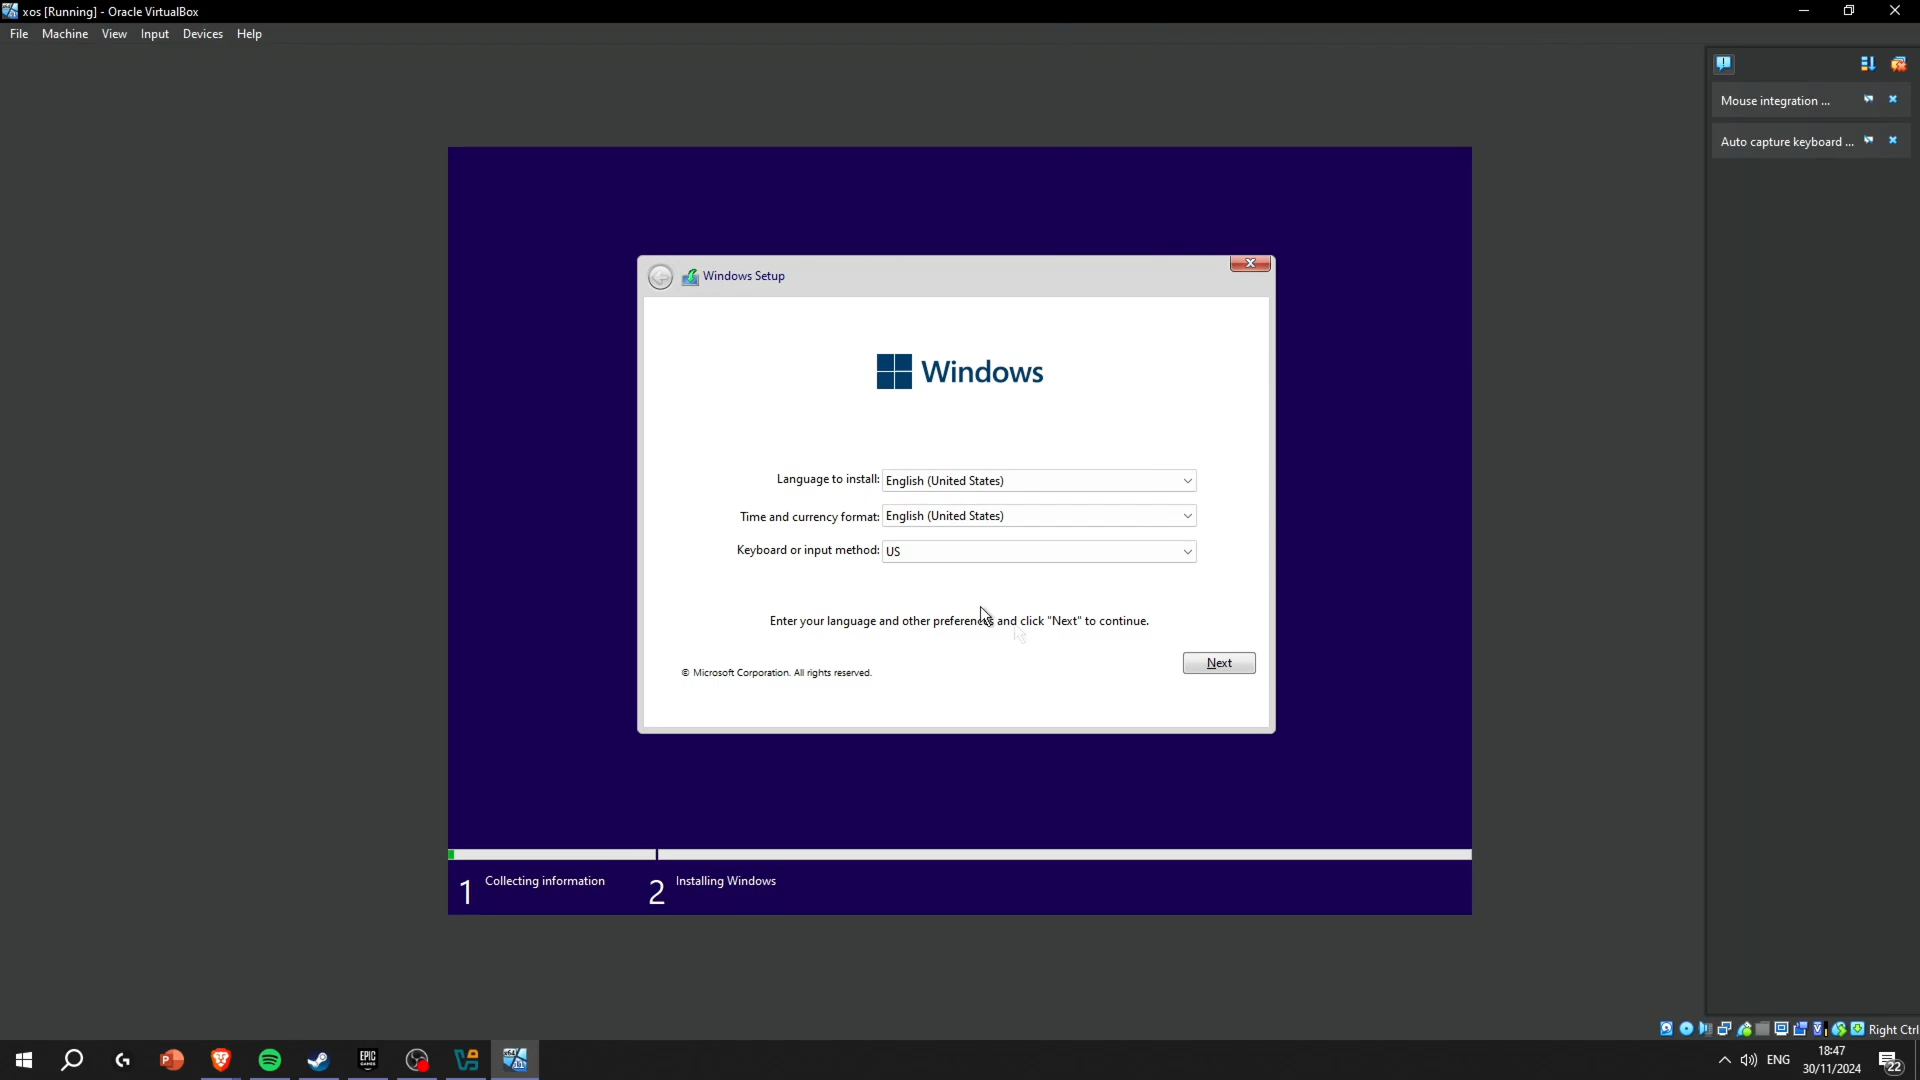 xos [Running] - Oracle VirtualBox
File Machine View Input Devices Help
Mouse integration ...
Auto capture keyboard ...
Windows Setup
Windows
Language to install: English (United States)
Time and currency format: English (United States)
Keyboard or input method: US
Enter your language and other preferences and click "Next" to continue.
Next
© Microsoft Corporation. All rights reserved.
1 Collecting information 2 Installing Windows
Right Ctrl
EPIC GAMES
ENG
18:47
30/11/2024
22